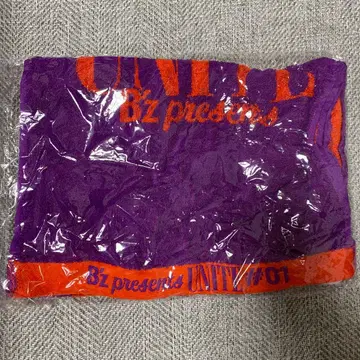 UNITE
B'z presents
B'z presents UNITE #01